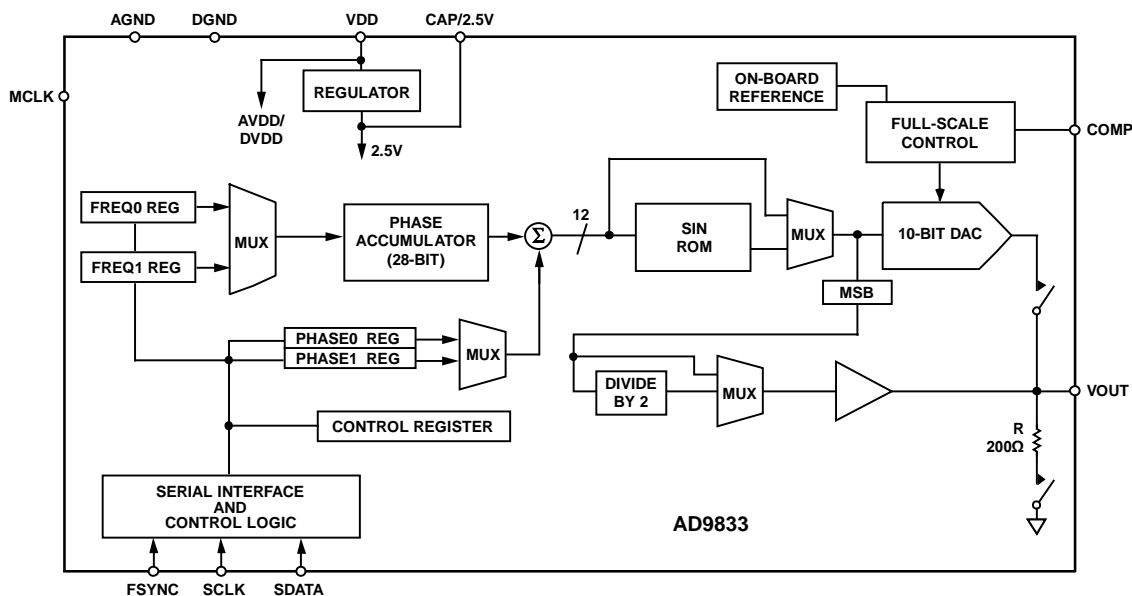 AGND
DGND
VDD
CAP/2.5V
MCLK
REGULATOR
AVDD/
DVDD
2.5V
ON-BOARD
REFERENCE
FULL-SCALE
CONTROL
COMP
FREQ0 REG
FREQ1 REG
MUX
PHASE
ACCUMULATOR
(28-BIT)
Σ
12
SIN
ROM
MUX
10-BIT DAC
MSB
PHASE0 REG
PHASE1 REG
MUX
DIVIDE
BY 2
MUX
VOUT
R
200Ω
CONTROL REGISTER
SERIAL INTERFACE
AND
CONTROL LOGIC
AD9833
FSYNC
SCLK
SDATA